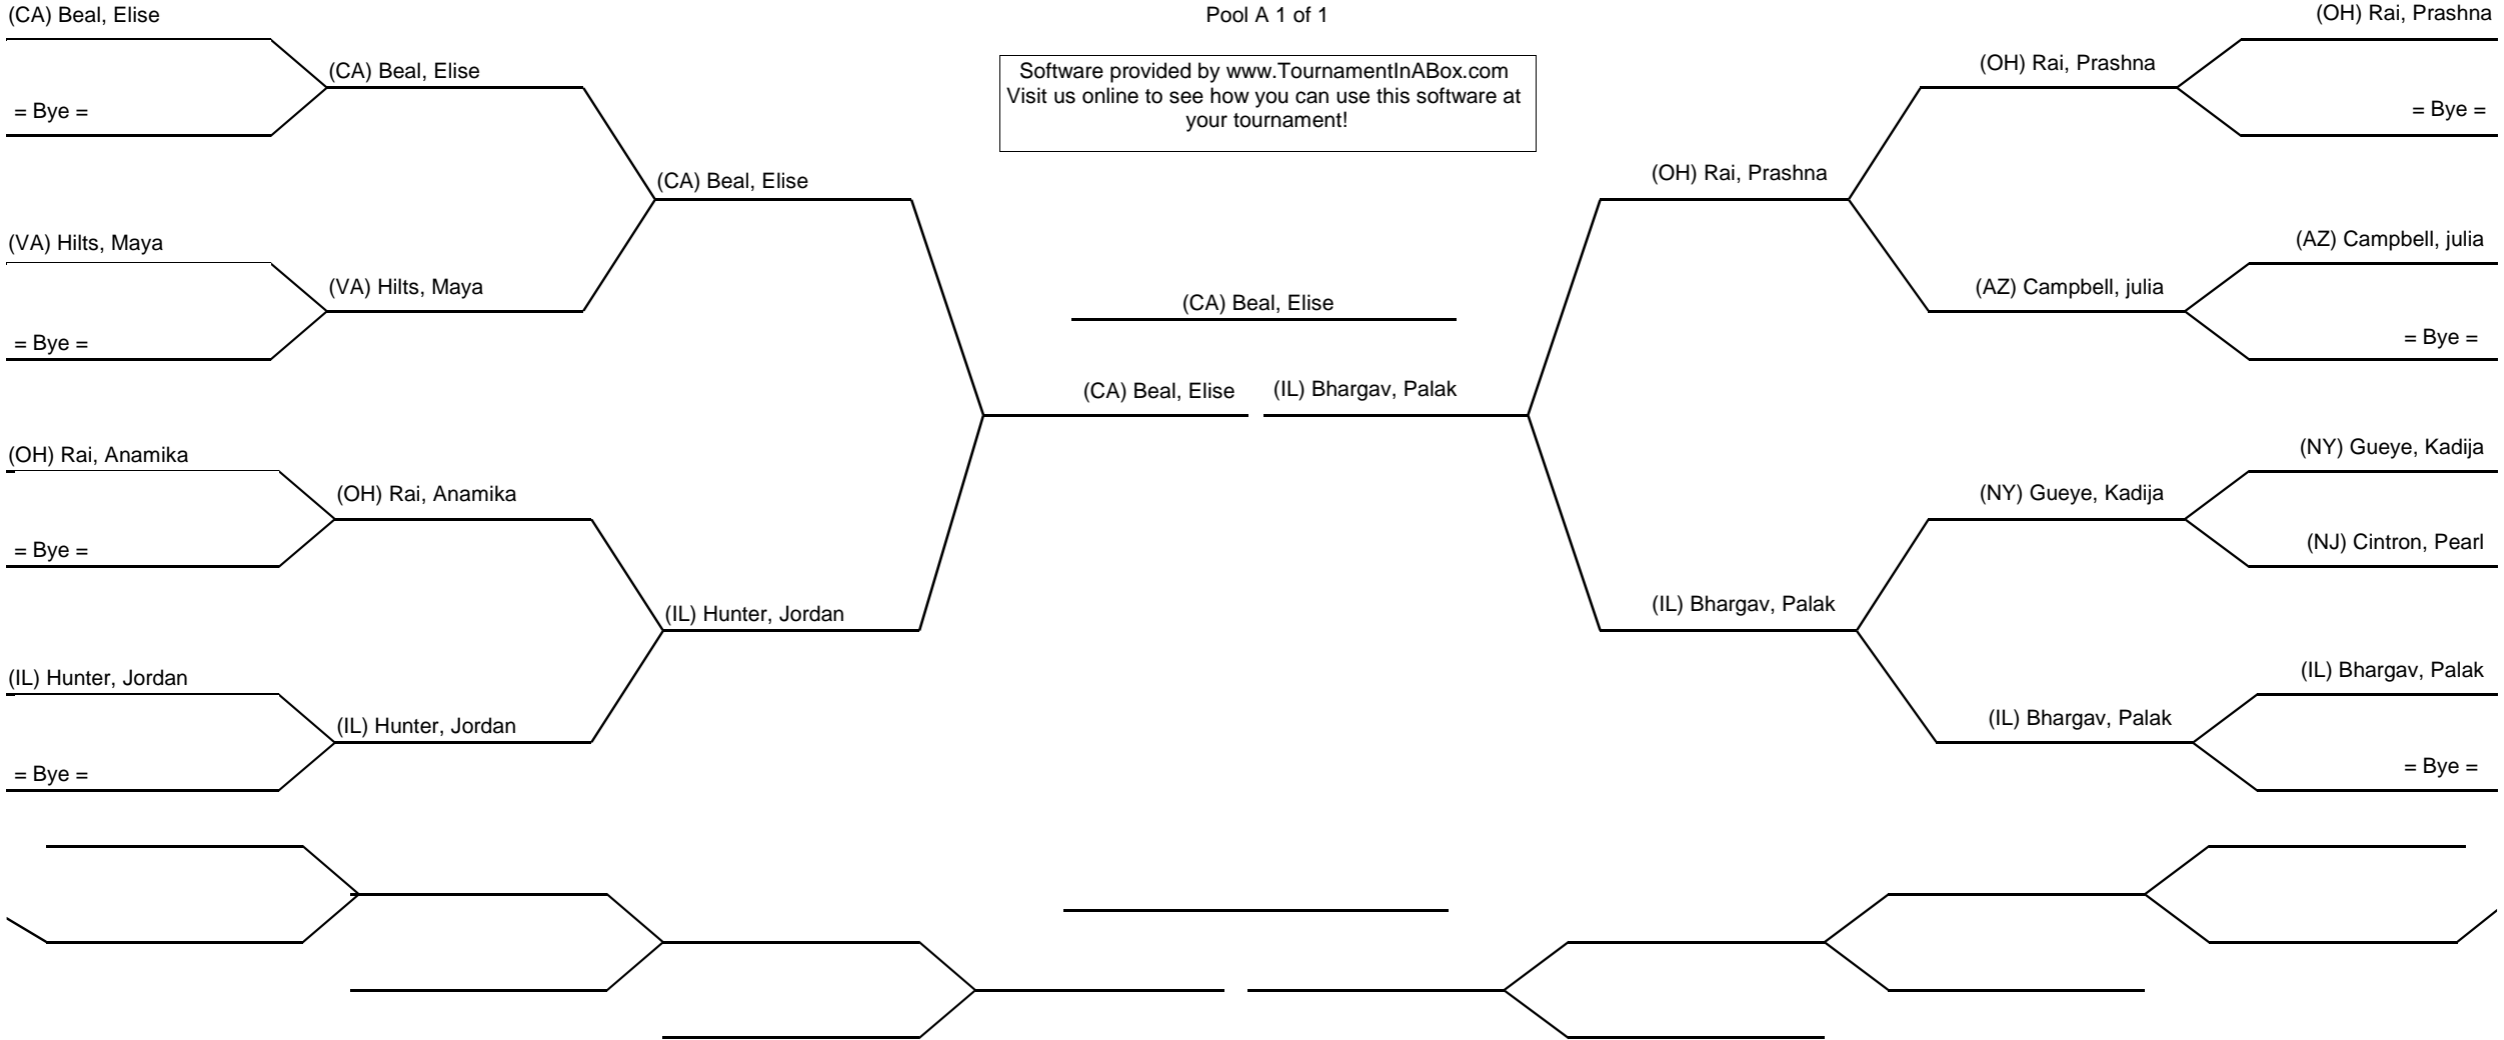 (CA) Beal, Elise
Pool A 1 of 1
(OH) Rai, Prashna
Software provided by www.TournamentInABox.com
Visit us online to see how you can use this software at
your tournament!
(CA) Beal, Elise
(OH) Rai, Prashna
= Bye =
= Bye =
(CA) Beal, Elise
(OH) Rai, Prashna
(VA) Hilts, Maya
(AZ) Campbell, julia
(VA) Hilts, Maya
(AZ) Campbell, julia
(CA) Beal, Elise
= Bye =
= Bye =
(CA) Beal, Elise
(IL) Bhargav, Palak
(OH) Rai, Anamika
(NY) Gueye, Kadija
(OH) Rai, Anamika
(NY) Gueye, Kadija
= Bye =
(NJ) Cintron, Pearl
(IL) Hunter, Jordan
(IL) Bhargav, Palak
(IL) Hunter, Jordan
(IL) Bhargav, Palak
(IL) Hunter, Jordan
(IL) Bhargav, Palak
= Bye =
= Bye =